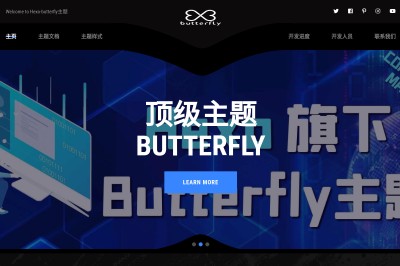 Welcome to Hexo butterfly主题
butterfly
主页 主题文档 主题样式 开发进度 开发人员 联系我们
Hexo 旗下
Butterfly主题
顶级主题
BUTTERFLY
LEARN MORE